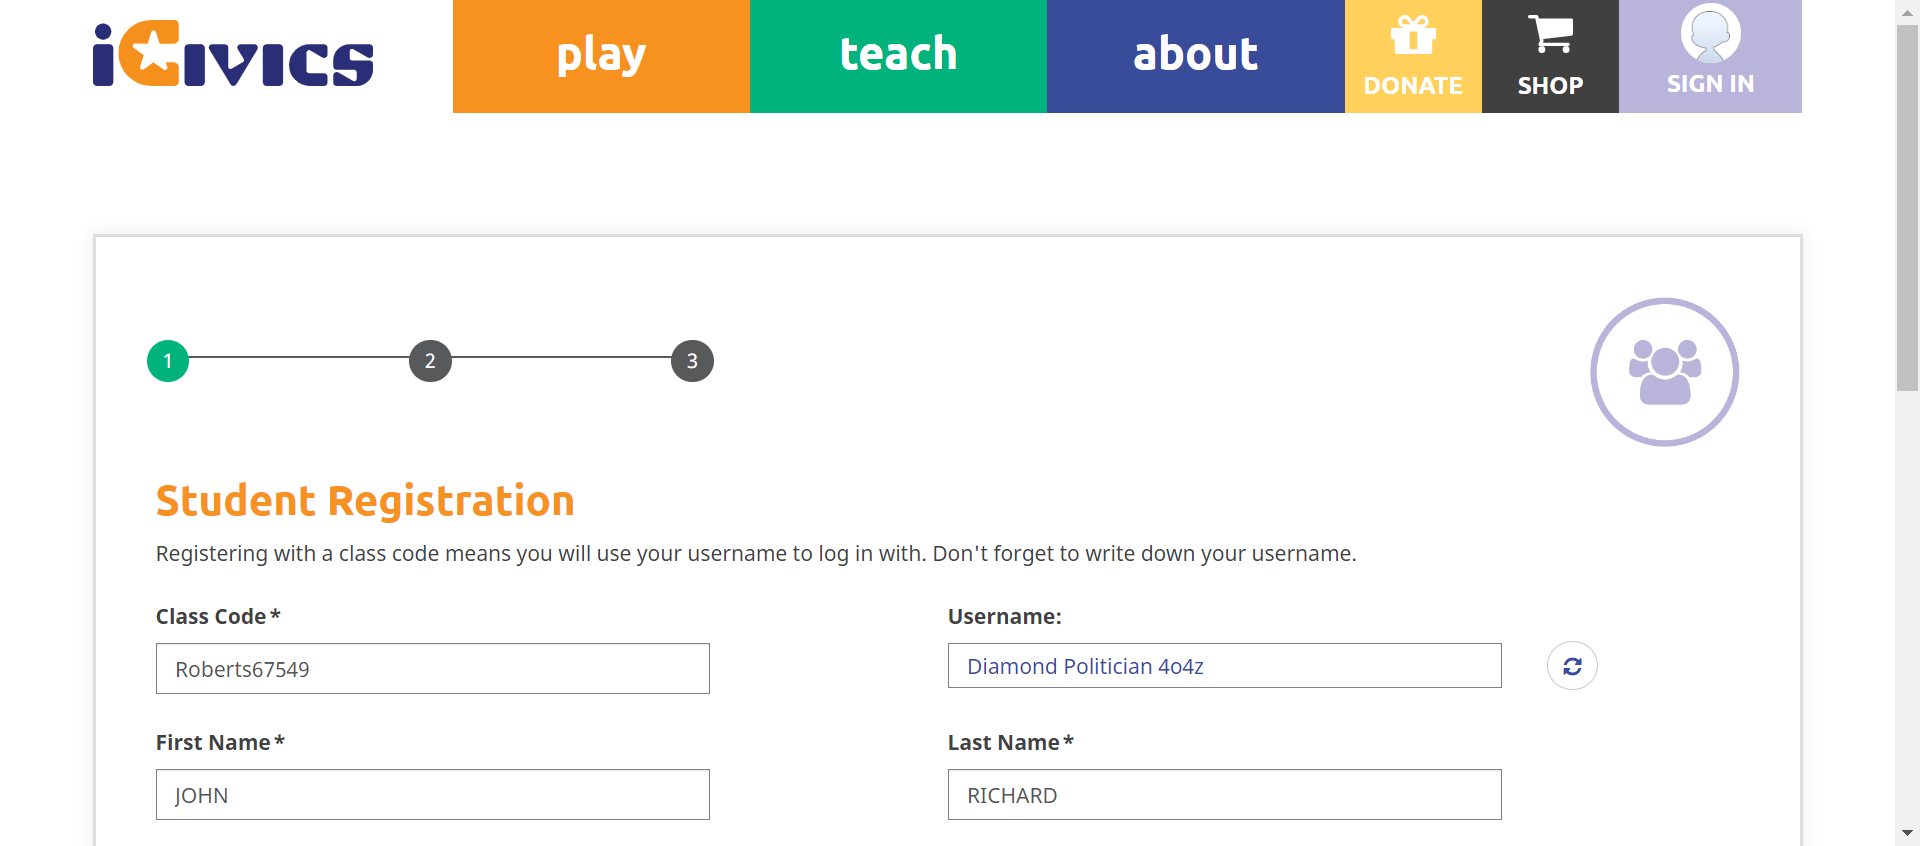 iCivics
play
teach
about
DONATE
SHOP
SIGN IN
1
2
3
Student Registration
Registering with a class code means you will use your username to log in with. Don't forget to write down your username.
Class Code*
Username:
Roberts67549
Diamond Politician 4o4z
First Name*
Last Name*
JOHN
RICHARD